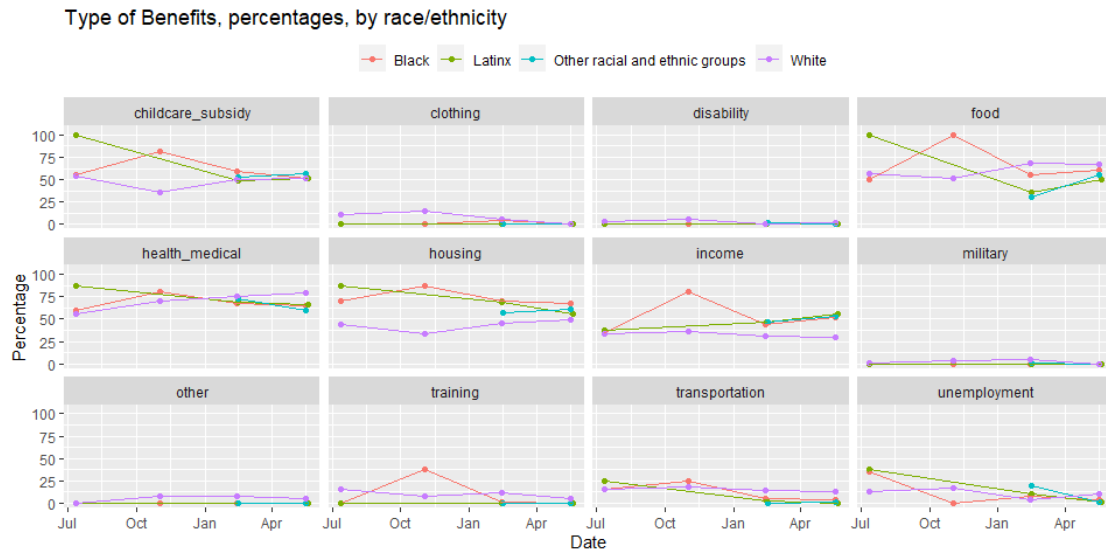 Type of Benefits, percentages, by race/ethnicity
Black Latinx Other racial and ethnic groups White
childcare_subsidy clothing disability food
100
75
50
25
0
health_medical housing income military
100
75
50
25
0
other training transportation unemployment
100
75
50
25
0
Percentage
Jul Oct Jan Apr Jul Oct Jan Apr Jul Oct Jan Apr Jul Oct Jan Apr
Date